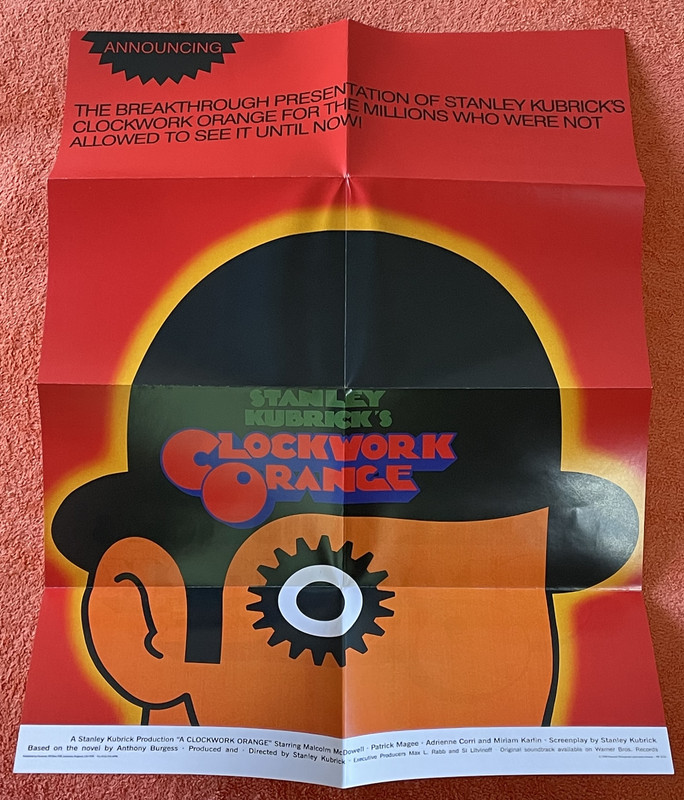 ANNOUNCING
THE BREAKTHROUGH PRESENTATION OF STANLEY KUBRICK'S
CLOCKWORK ORANGE FOR THE MILLIONS WHO WERE NOT
ALLOWED TO SEE IT UNTIL NOW!
STANLEY
KUBRICK'S
CLOCKWORK
ORANGE
A Stanley Kubrick Production "A CLOCKWORK ORANGE" Starring Malcolm McDowell · Patrick Magee · Adrienne Corri and Miriam Karlin · Screenplay by Stanley Kubrick
Based on the novel by Anthony Burgess · Produced and Directed by Stanley Kubrick · Executive Producers Max L. Raab and Si Litvinoff · Original soundtrack available on Warner Bros. Records